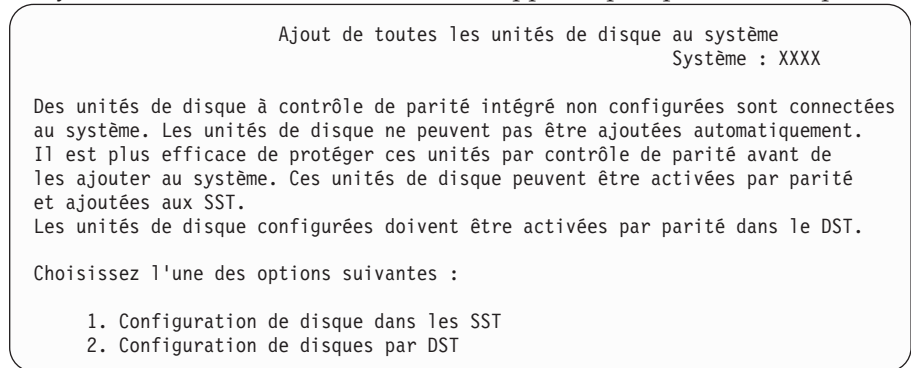 Ajout de toutes les unités de disque au système
Système : XXXX
Des unités de disque à contrôle de parité intégré non configurées sont connectées
au système. Les unités de disque ne peuvent pas être ajoutées automatiquement.
Il est plus efficace de protéger ces unités par contrôle de parité avant de
les ajouter au système. Ces unités de disque peuvent être activées par parité
et ajoutées aux SST.
Les unités de disque configurées doivent être activées par parité dans le DST.
Choisissez l'une des options suivantes :
1. Configuration de disque dans les SST
2. Configuration de disques par DST